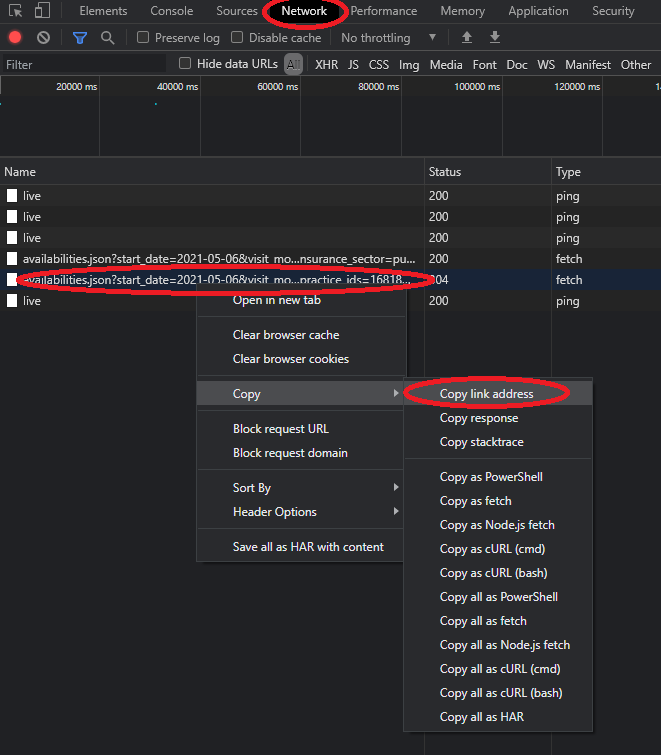 Elements Console Sources Network Performance Memory Application Security
Preserve log Disable cache No throttling
Filter Hide data URLs All XHR JS CSS Img Media Font Doc WS Manifest Other
20000 ms 40000 ms 60000 ms 80000 ms 100000 ms 120000 ms
Name Status Type
live 200 ping
live 200 ping
live 200 ping
availabilities.json?start_date=2021-05-06&visit_mo...nsurance_sector=pu... 200 fetch
availabilities.json?start_date=2021-05-06&visit_mo...practice_ids=16818... 304 fetch
live 200 ping
Open in new tab
Clear browser cache
Clear browser cookies
Copy
Block request URL
Block request domain
Sort By
Header Options
Save all as HAR with content
Copy link address
Copy response
Copy stacktrace
Copy as PowerShell
Copy as fetch
Copy as Node.js fetch
Copy as cURL (cmd)
Copy as cURL (bash)
Copy all as PowerShell
Copy all as fetch
Copy all as Node.js fetch
Copy all as cURL (cmd)
Copy all as cURL (bash)
Copy all as HAR